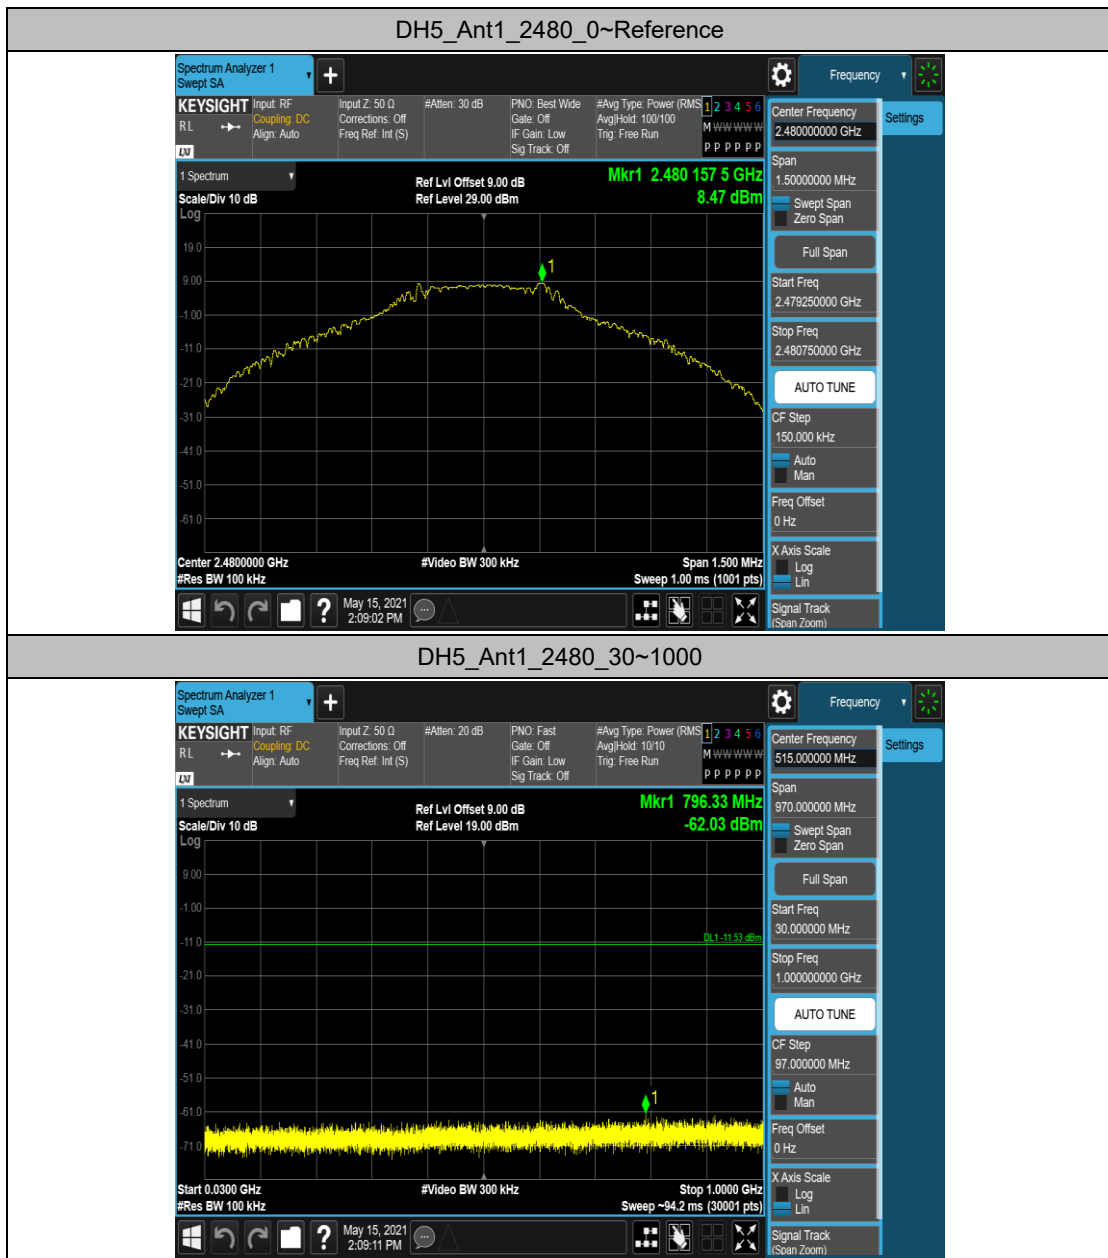 DH5_Ant1_2480_0~Reference
Spectrum Analyzer 1
Swept SA
+
Frequency
KEYSIGHT
RL
LXI
Input: RF
Coupling: DC
Align: Auto
Input Z: 50 Ω
Corrections: Off
Freq Ref: Int (S)
#Atten: 30 dB
PNO: Best Wide
Gate: Off
IF Gain: Low
Sig Track: Off
#Avg Type: Power (RMS
Avg|Hold: 100/100
Trig: Free Run
1 2 3 4 5 6
M W W W W W
P P P P P P
1 Spectrum
Scale/Div 10 dB
Log
Ref Lvl Offset 9.00 dB
Ref Level 29.00 dBm
Mkr1 2.480 157 5 GHz
8.47 dBm
19.0
9.00
-1.00
-11.0
-21.0
-31.0
-41.0
-51.0
-61.0
1
Center 2.4800000 GHz
#Res BW 100 kHz
#Video BW 300 kHz
Span 1.500 MHz
Sweep 1.00 ms (1001 pts)
?
May 15, 2021
2:09:02 PM
Center Frequency
2.480000000 GHz
Settings
Span
1.50000000 MHz
Swept Span
Zero Span
Full Span
Start Freq
2.479250000 GHz
Stop Freq
2.480750000 GHz
AUTO TUNE
CF Step
150.000 kHz
Auto
Man
Freq Offset
0 Hz
X Axis Scale
Log
Lin
Signal Track
(Span Zoom)
DH5_Ant1_2480_30~1000
Spectrum Analyzer 1
Swept SA
+
Frequency
KEYSIGHT
RL
LXI
Input: RF
Coupling: DC
Align: Auto
Input Z: 50 Ω
Corrections: Off
Freq Ref: Int (S)
#Atten: 20 dB
PNO: Fast
Gate: Off
IF Gain: Low
Sig Track: Off
#Avg Type: Power (RMS
Avg|Hold: 10/10
Trig: Free Run
1 2 3 4 5 6
M W W W W W
P P P P P P
1 Spectrum
Scale/Div 10 dB
Log
Ref Lvl Offset 9.00 dB
Ref Level 19.00 dBm
Mkr1 796.33 MHz
-62.03 dBm
9.00
-1.00
-11.0
-21.0
-31.0
-41.0
-51.0
-61.0
-71.0
DL1 -11.53 dBm
1
Start 0.0300 GHz
#Res BW 100 kHz
#Video BW 300 kHz
Stop 1.0000 GHz
Sweep ~94.2 ms (30001 pts)
?
May 15, 2021
2:09:11 PM
Center Frequency
515.000000 MHz
Settings
Span
970.000000 MHz
Swept Span
Zero Span
Full Span
Start Freq
30.000000 MHz
Stop Freq
1.000000000 GHz
AUTO TUNE
CF Step
97.000000 MHz
Auto
Man
Freq Offset
0 Hz
X Axis Scale
Log
Lin
Signal Track
(Span Zoom)